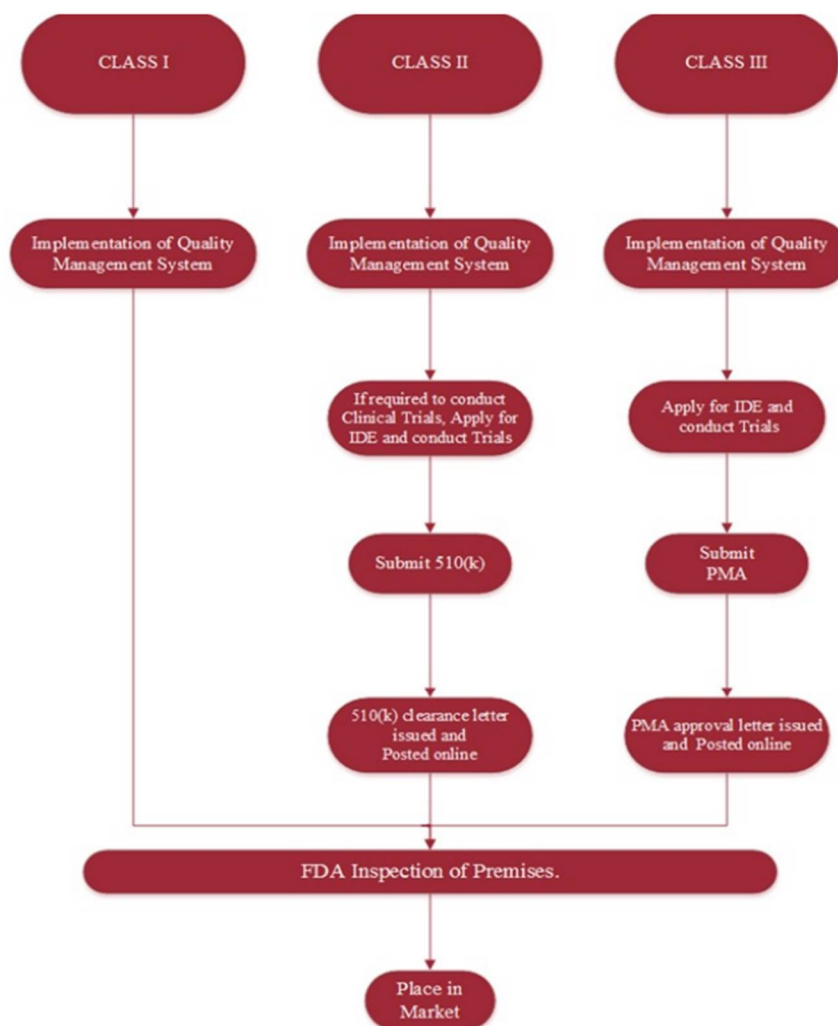 CLASS I
CLASS II
CLASS III
Implementation of Quality
Management System
Implementation of Quality
Management System
Implementation of Quality
Management System
If required to conduct
Clinical Trials, Apply for
IDE and conduct Trials
Apply for IDE and
conduct Trials
Submit 510(k)
Submit
PMA
510(k) clearance letter
issued and
Posted online
PMA approval letter issued
and Posted online
FDA Inspection of Premises.
Place in
Market